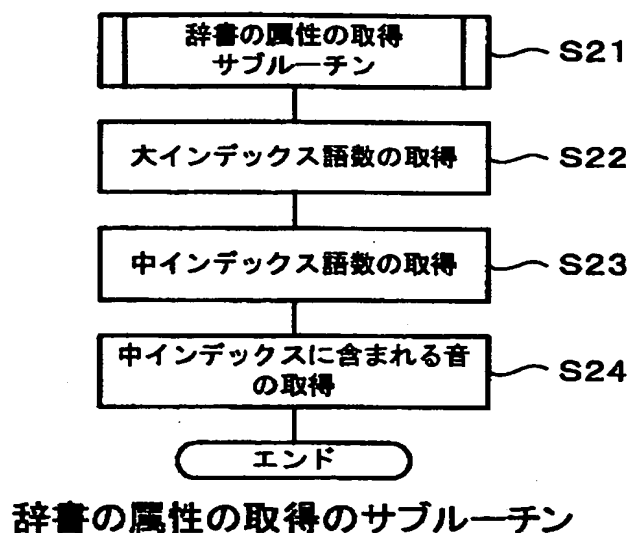 辞書の属性の取得
サブルーチン
S21
大インデックス語数の取得
S22
中インデックス語数の取得
S23
中インデックスに含まれる音
の取得
S24
エンド
辞書の属性の取得のサブルーチン